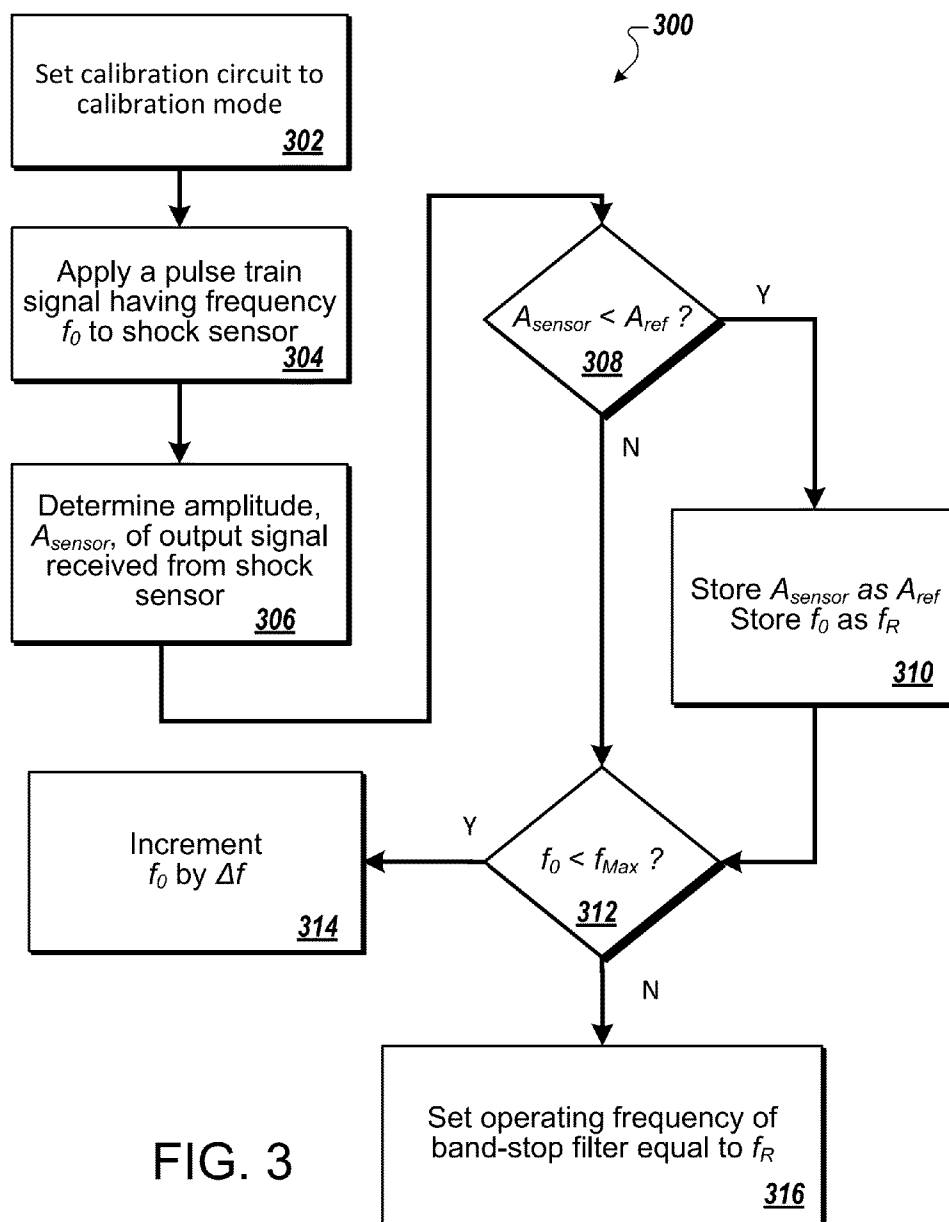 300
Set calibration circuit to
calibration mode
302
Apply a pulse train
signal having frequency
f0 to shock sensor
304
Determine amplitude,
Asensor, of output signal
received from shock
sensor
306
Asensor < Aref ?
308
Y
N
Store Asensor as Aref
Store f0 as fR
310
f0 < fMax ?
312
Y
N
Increment
f0 by Δf
314
Set operating frequency of
band-stop filter equal to fR
316
FIG. 3